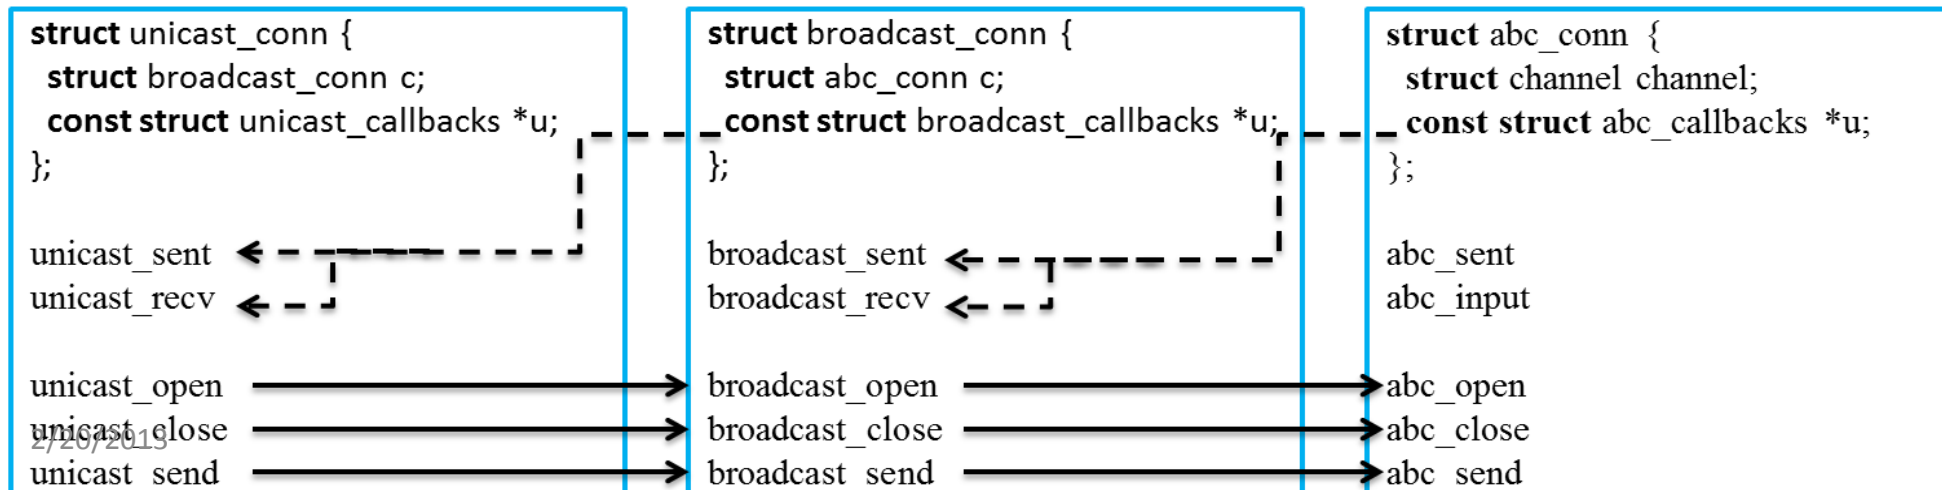 struct unicast_conn {
struct broadcast_conn c;
const struct unicast_callbacks *u;
};
unicast_sent
unicast_recv
unicast_open
unicast_close
2/20/2013
unicast_send
struct broadcast_conn {
struct abc_conn c;
const struct broadcast_callbacks *u;
};
broadcast_sent
broadcast_recv
broadcast_open
broadcast_close
broadcast_send
struct abc_conn {
struct channel channel;
const struct abc_callbacks *u;
};
abc_sent
abc_input
abc_open
abc_close
abc_send